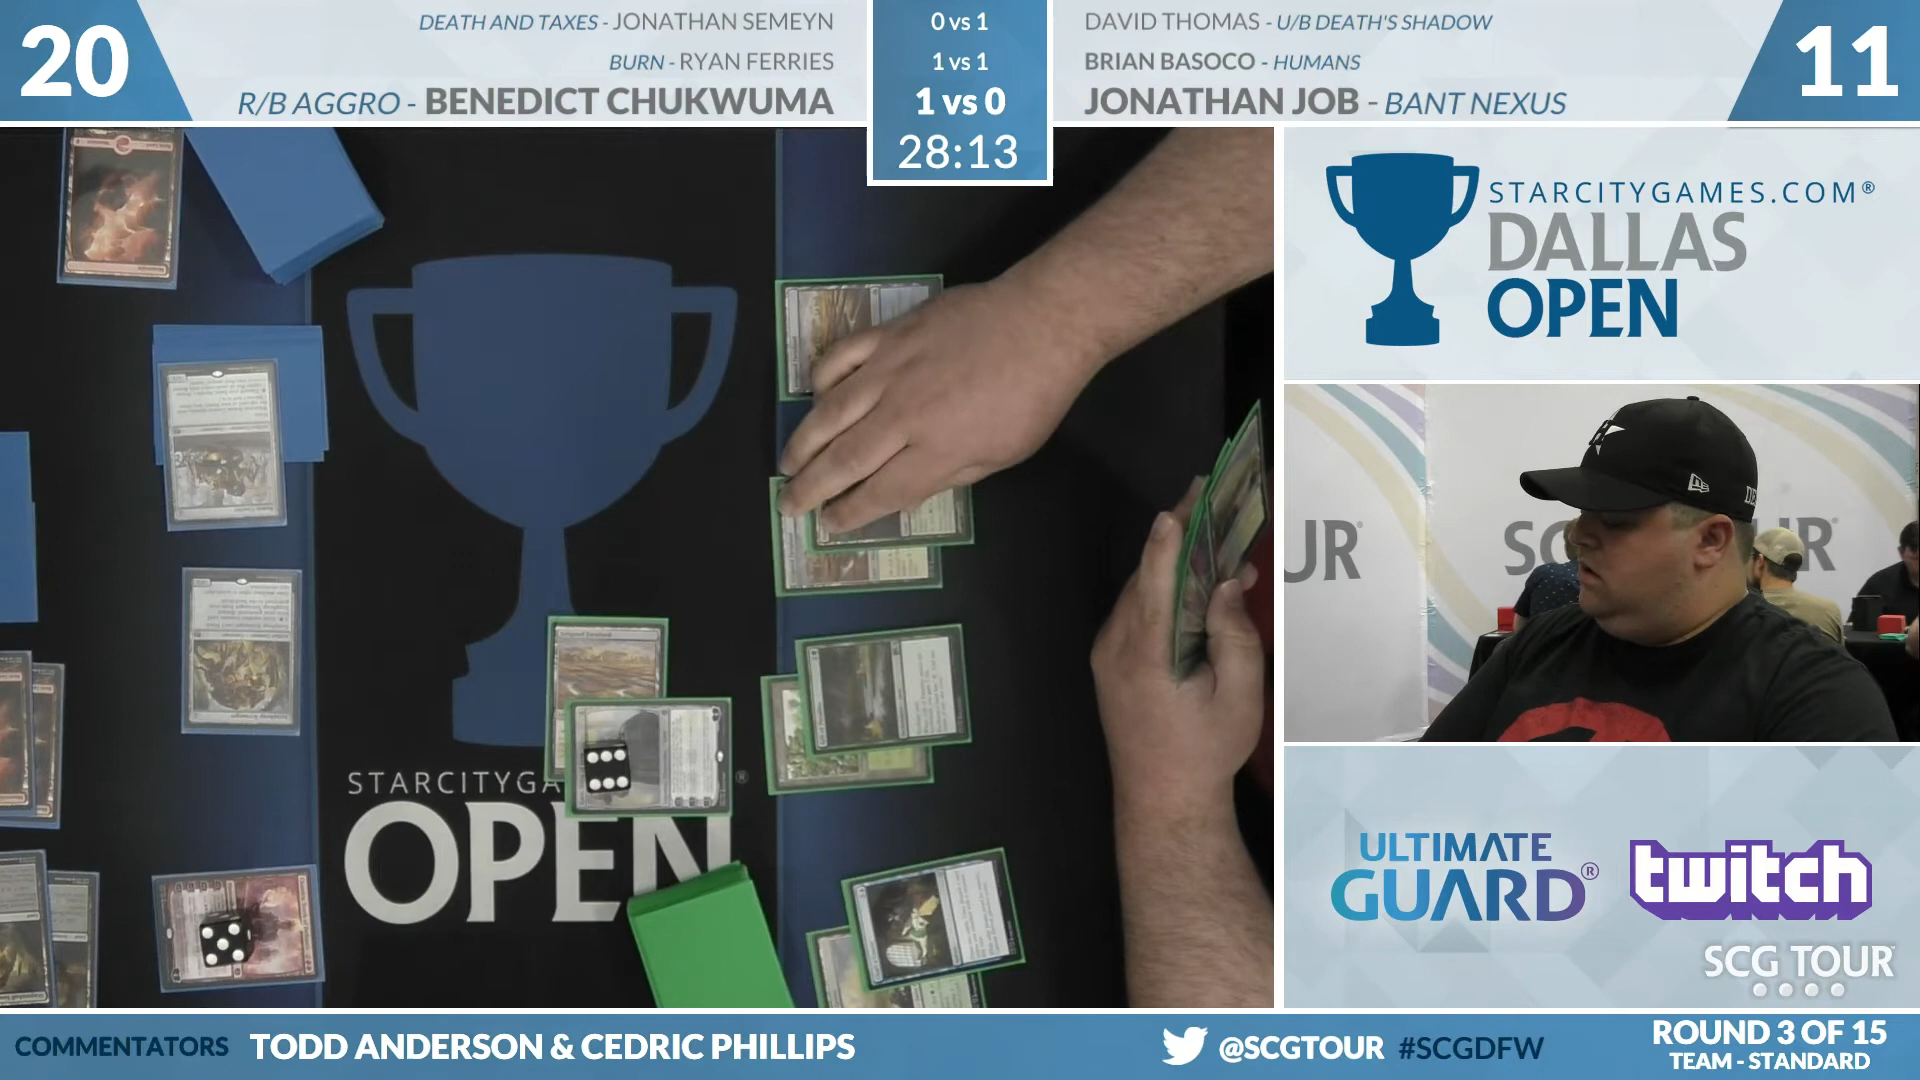 20
DEATH AND TAXES - JONATHAN SEMEYN
BURN - RYAN FERRIES
R/B AGGRO - BENEDICT CHUKWUMA
0 vs 1
1 vs 1
1 vs 0
28:13
DAVID THOMAS - U/B DEATH'S SHADOW
BRIAN BASOCO - HUMANS
JONATHAN JOB - BANT NEXUS
11
STARCITYGAMES.COM®
DALLAS
OPEN
STARCITYGA ®
OPEN
UR
SC UR
ULTIMATE
GUARD®
twitch
SCG TOUR
COMMENTATORS TODD ANDERSON & CEDRIC PHILLIPS
@SCGTOUR #SCGDFW
ROUND 3 OF 15
TEAM - STANDARD